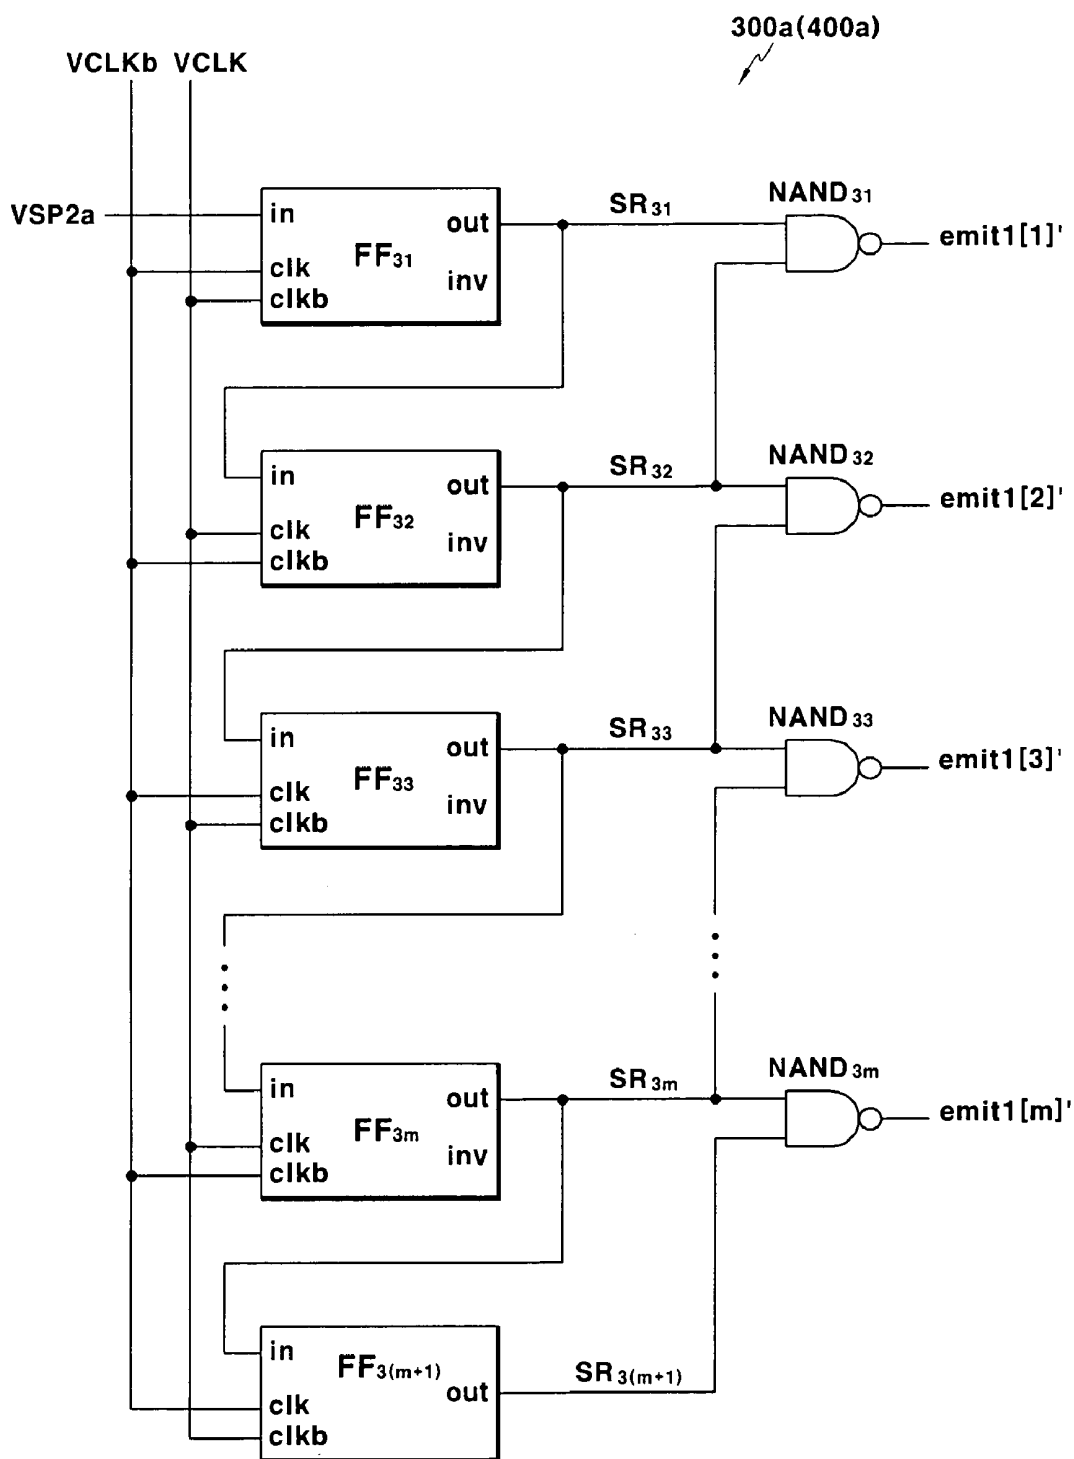 300a(400a)
VCLKb VCLK
VSP2a
in
out
FF31
clk
inv
clkb
SR31
NAND31
emit1[1]'
in
out
FF32
clk
inv
clkb
SR32
NAND32
emit1[2]'
in
out
FF33
clk
inv
clkb
SR33
NAND33
emit1[3]'
in
out
FF3m
clk
inv
clkb
SR3m
NAND3m
emit1[m]'
in
FF3(m+1)
out
clk
clkb
SR3(m+1)